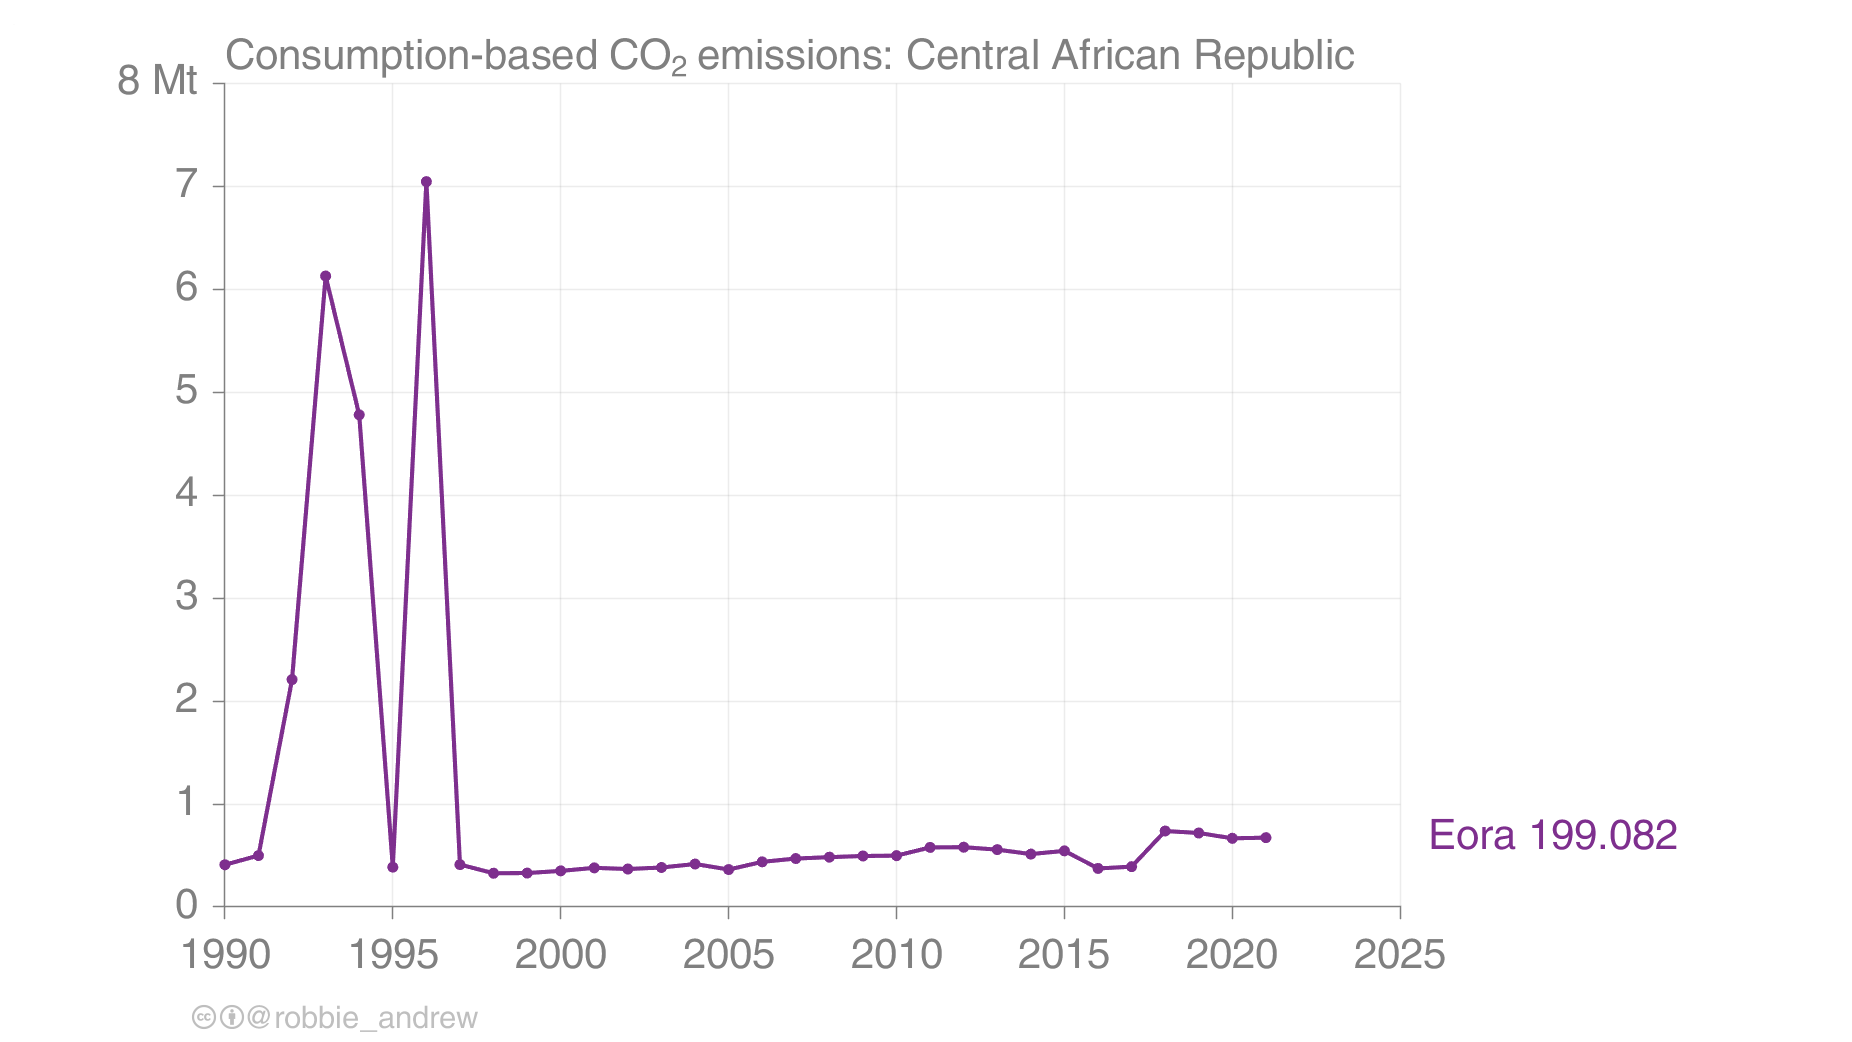 Consumption-based CO₂ emissions: Central African Republic
8 Mt
7
6
5
4
3
2
1
0
Eora 199.082
1990 1995 2000 2005 2010 2015 2020 2025
@robbie_andrew